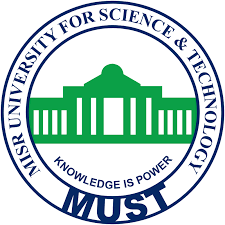 MISR UNIVERSITY FOR SCIENCE & TECHNOLOGY
KNOWLEDGE IS POWER
MUST